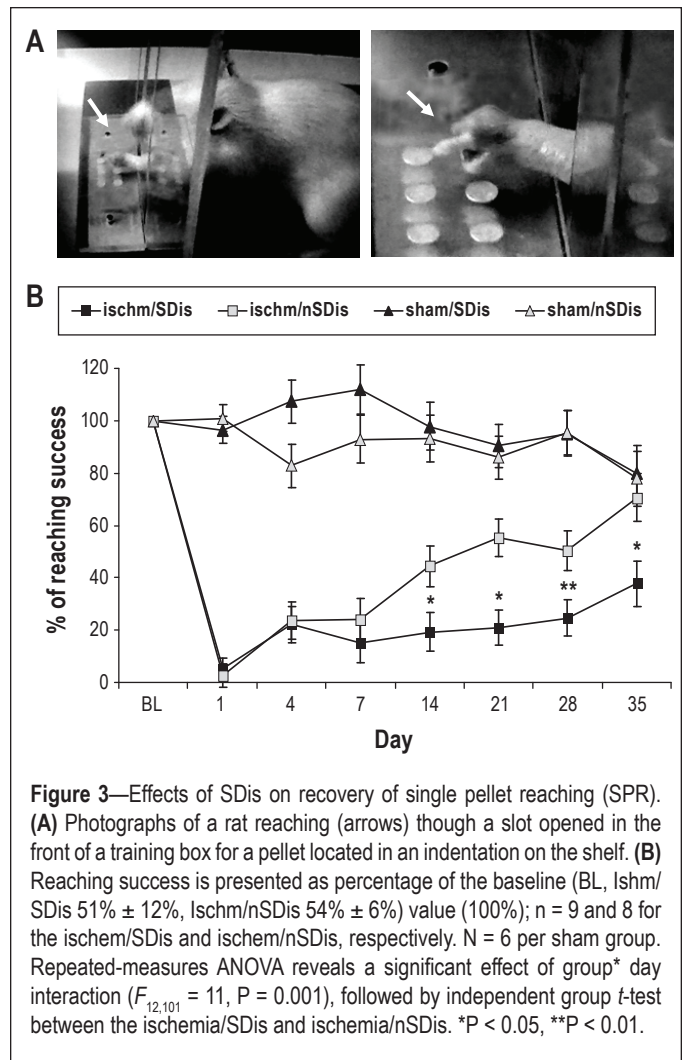 A
B
ischm/SDis ischm/nSDis sham/SDis sham/nSDis
120
100
80
60
40
20
0
% of reaching success
* * ** *
BL 1 4 7 14 21 28 35
Day
Figure 3—Effects of SDis on recovery of single pellet reaching (SPR).
(A) Photographs of a rat reaching (arrows) though a slot opened in the
front of a training box for a pellet located in an indentation on the shelf. (B)
Reaching success is presented as percentage of the baseline (BL, Ishm/
SDis 51% ± 12%, Ischm/nSDis 54% ± 6%) value (100%); n = 9 and 8 for
the ischem/SDis and ischem/nSDis, respectively. N = 6 per sham group.
Repeated-measures ANOVA reveals a significant effect of group* day
interaction (F12,101 = 11, P = 0.001), followed by independent group t-test
between the ischemia/SDis and ischemia/nSDis. *P < 0.05, **P < 0.01.